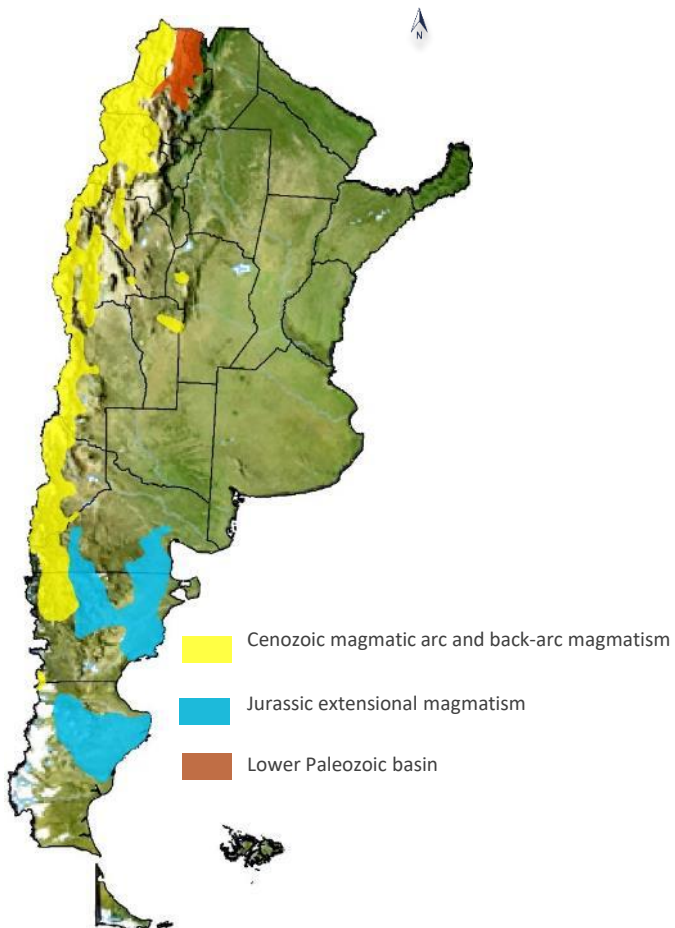 N
Cenozoic magmatic arc and back-arc magmatism
Jurassic extensional magmatism
Lower Paleozoic basin